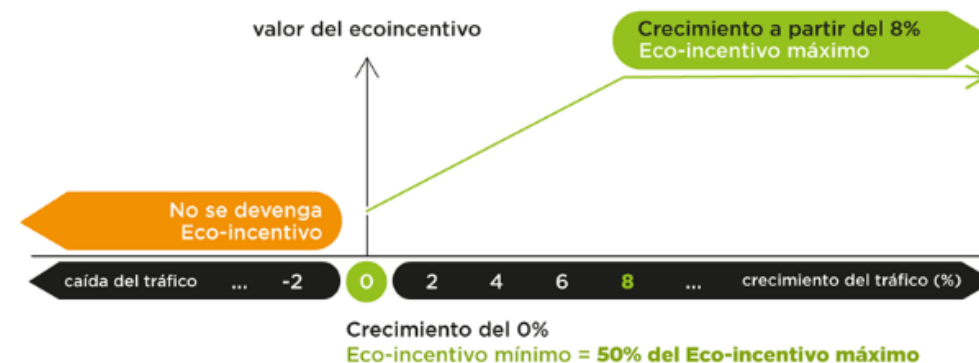 valor del ecoincentivo
Crecimiento a partir del 8%
Eco-incentivo máximo
No se devenga
Eco-incentivo
caída del tráfico ... -2 0 2 4 6 8 ... crecimiento del tráfico (%)
Crecimiento del 0%
Eco-incentivo mínimo = 50% del Eco-incentivo máximo